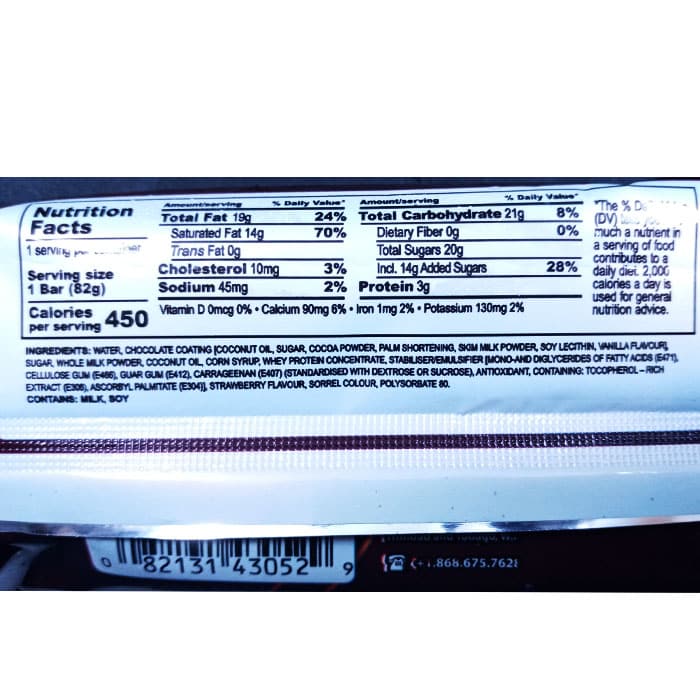 Nutrition
Facts
1 serving
Serving size
1 Bar (82g)
Calories
per serving 450
Amount/serving % Daily Value*
Total Fat 19g 24%
Saturated Fat 14g 70%
Trans Fat 0g
Cholesterol 10mg 3%
Sodium 45mg 2%
Amount/serving % Daily Value*
Total Carbohydrate 21g 8%
Dietary Fiber 0g 0%
Total Sugars 20g
Incl. 14g Added Sugars 28%
Protein 3g
Vitamin D 0mcg 0% • Calcium 90mg 6% • Iron 1mg 2% • Potassium 130mg 2%
*The %
(DV)
much a nutrient in
a serving of food
contributes to a
daily diet. 2,000
calories a day is
used for general
nutrition advice.
INGREDIENTS: WATER, CHOCOLATE COATING [COCONUT OIL, SUGAR, COCOA POWDER, PALM SHORTENING, SKIM MILK POWDER, SOY LECITHIN, VANILLA FLAVOUR],
SUGAR, WHOLE MILK POWDER, COCONUT OIL, CORN SYRUP, WHEY PROTEIN CONCENTRATE, STABILISER/EMULSIFIER [MONO-AND DIGLYCERIDES OF FATTY ACIDS (E471),
CELLULOSE GUM (E466), GUAR GUM (E412), CARRAGEENAN (E407) (STANDARDISED WITH DEXTROSE OR SUCROSE), ANTIOXIDANT, CONTAINING: TOCOPHEROL – RICH
EXTRACT (E306), ASCORBYL PALMITATE (E304)], STRAWBERRY FLAVOUR, SORREL COLOUR, POLYSORBATE 80.
CONTAINS: MILK, SOY
0 82131 43052 9
(+1.868.675.7621